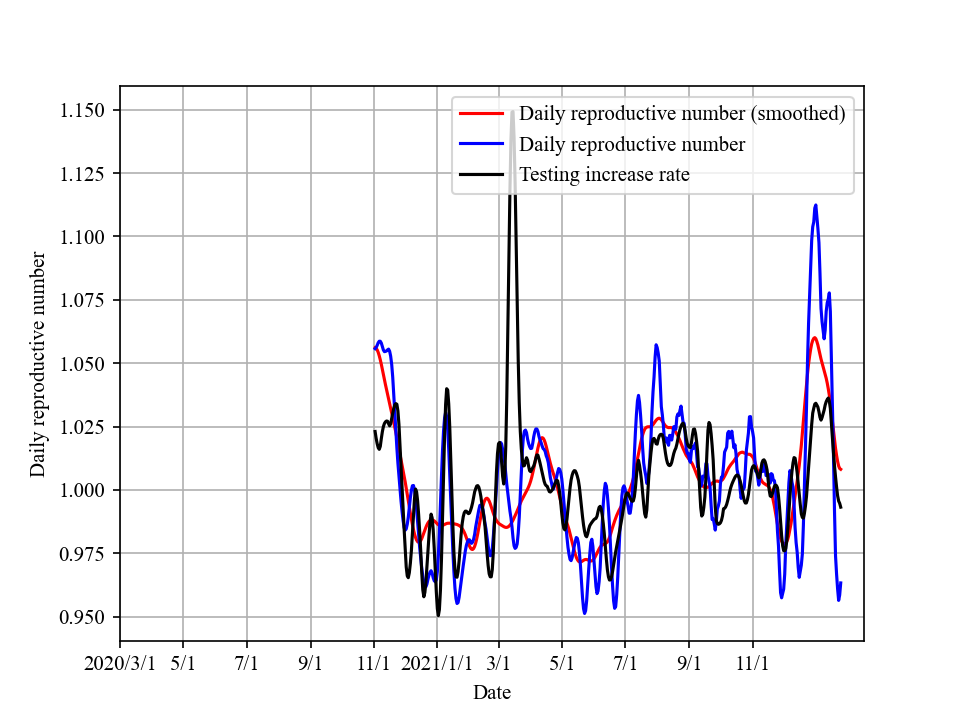 Daily reproductive number (smoothed)
Daily reproductive number
Testing increase rate
Daily reproductive number
1.150
1.125
1.100
1.075
1.050
1.025
1.000
0.975
0.950
2020/3/1 5/1 7/1 9/1 11/1 2021/1/1 3/1 5/1 7/1 9/1 11/1
Date